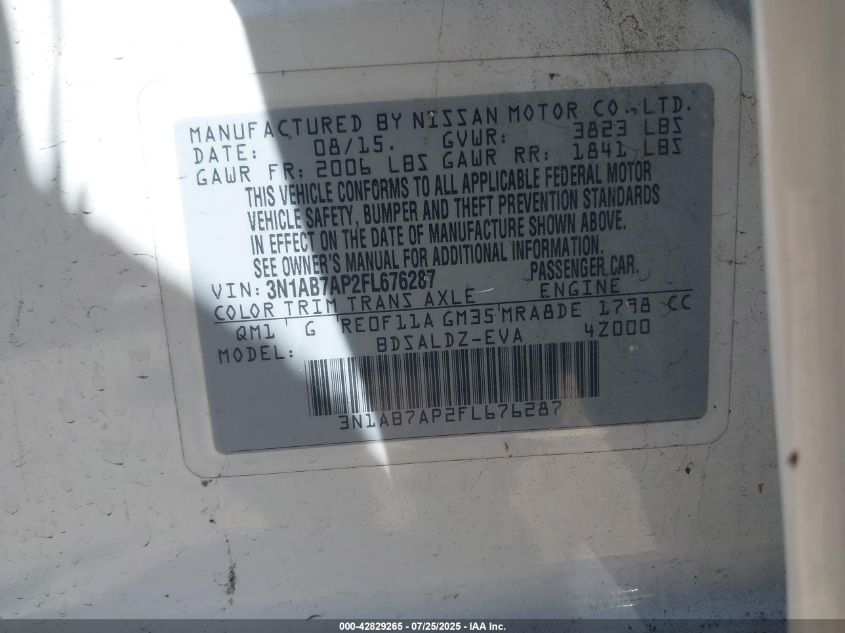 MANUFACTURED BY NISSAN MOTOR CO.,LTD.
DATE: 08/15. GVWR: 3823 LBS
GAWR FR: 2006 LBS GAWR RR: 1841 LBS
THIS VEHICLE CONFORMS TO ALL APPLICABLE FEDERAL MOTOR
VEHICLE SAFETY, BUMPER AND THEFT PREVENTION STANDARDS
IN EFFECT ON THE DATE OF MANUFACTURE SHOWN ABOVE.
SEE OWNER'S MANUAL FOR ADDITIONAL INFORMATION.
VIN: 3N1AB7AP2FL676287 PASSENGER CAR.
COLOR TRIM TRANS AXLE ENGINE
QM1 G RE0F11A GM35 MRA8DE 1798 CC
MODEL: BDSALDZ-EVA 4Z000
3N1AB7AP2FL676287
000-42829265 - 07/25/2025 - IAA Inc.